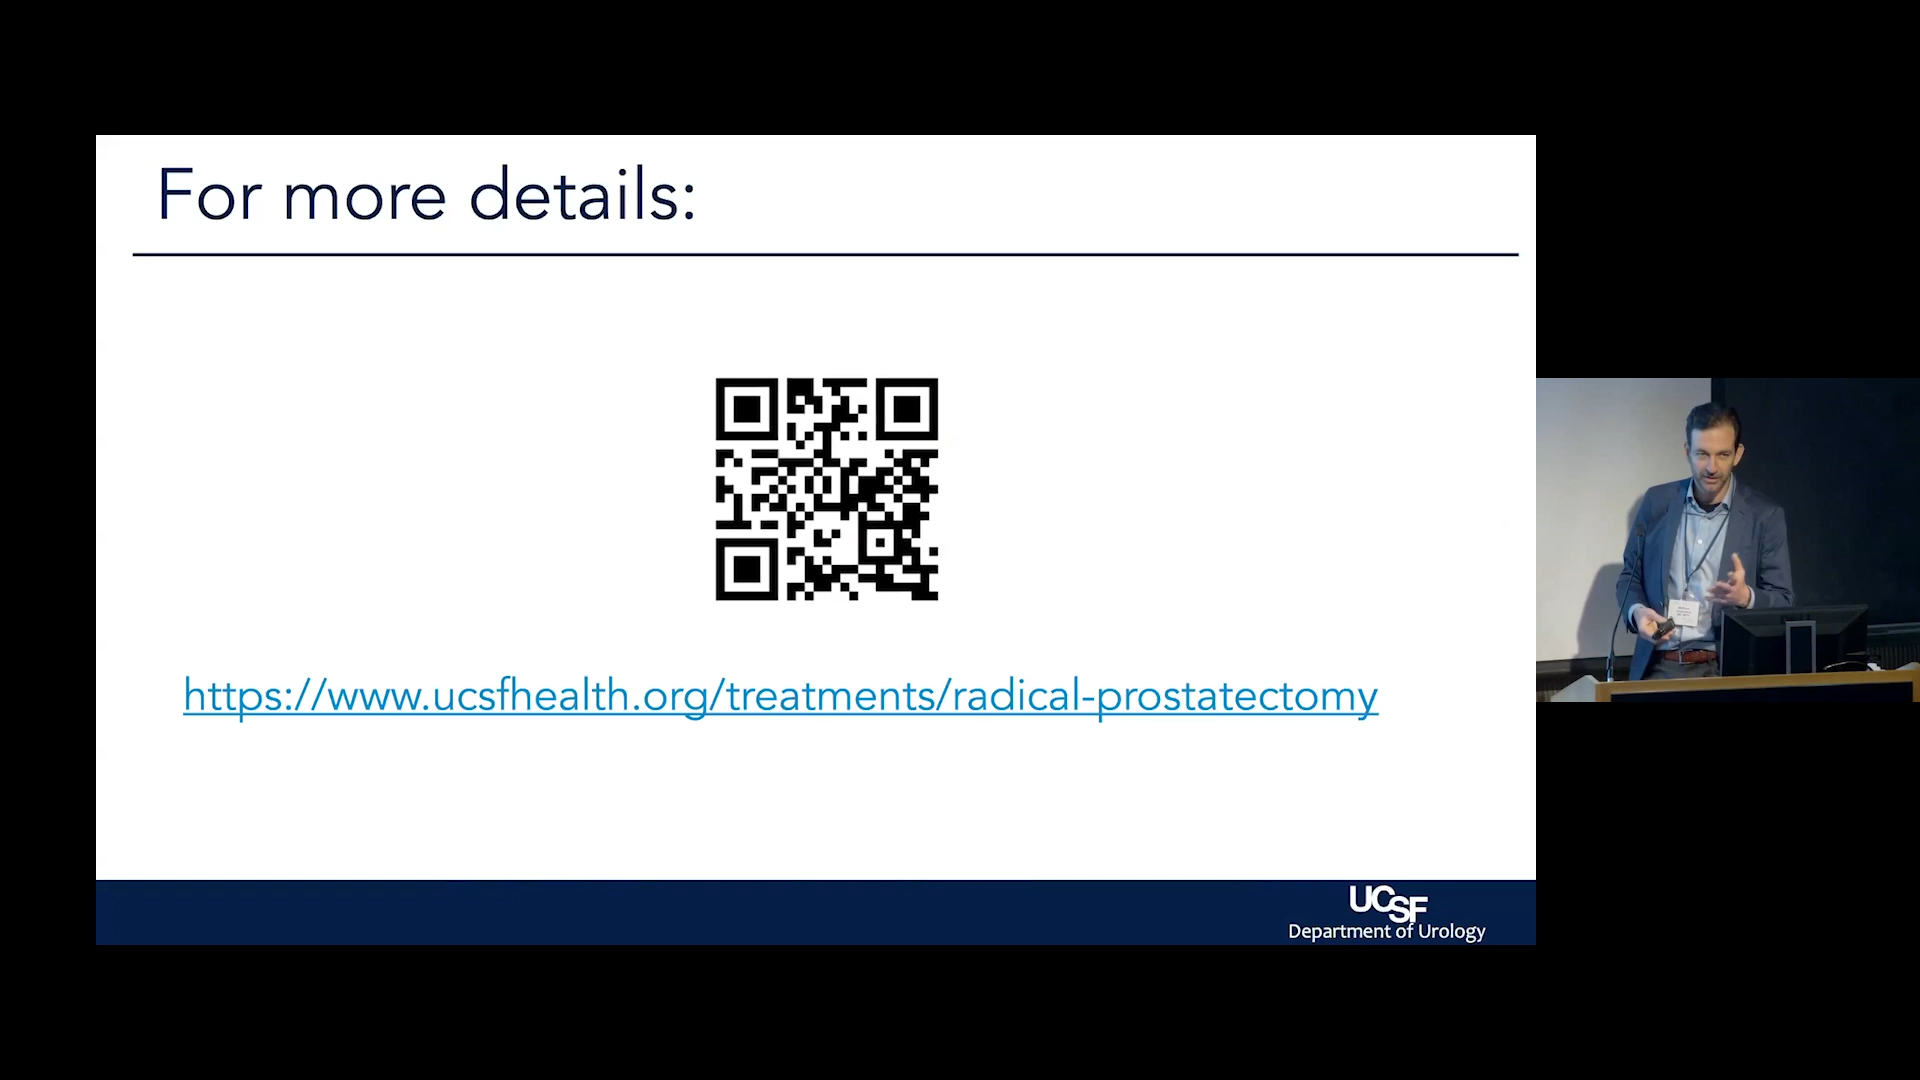 For more details:
https://www.ucsfhealth.org/treatments/radical-prostatectomy
UCSF
Department of Urology